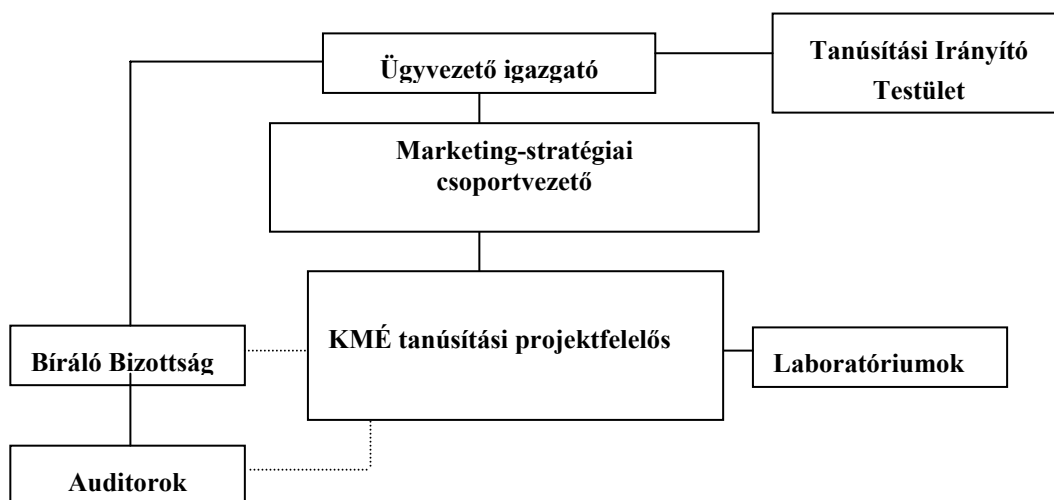 Ügyvezető igazgató
Tanúsítási Irányító
Testület
Marketing-stratégiai
csoportvezető
KMÉ tanúsítási projektfelelős
Bíráló Bizottság
Laboratóriumok
Auditorok